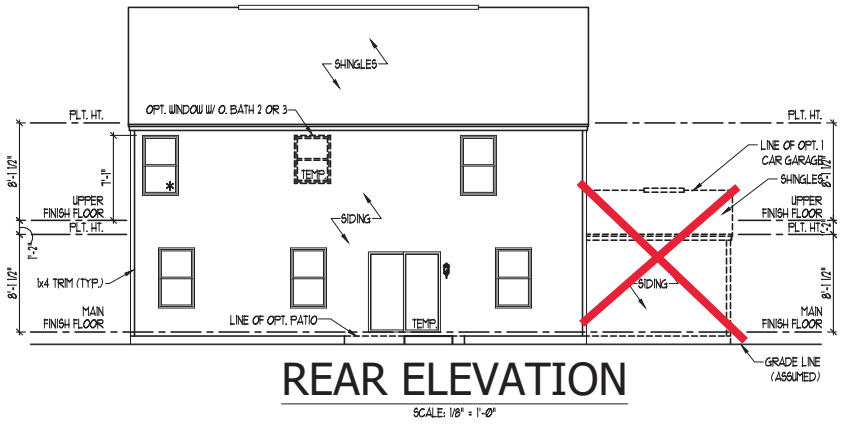 SHINGLES
OPT. WINDOW W/ O. BATH 2 OR 3
PLT. HT.
PLT. HT.
8'-1 1/2"
7'-1"
8'-1 1/2"
LINE OF OPT. 1
CAR GARAGE
SHINGLES
TEMP.
*
UPPER
FINISH FLOOR
PLT. HT.
1'-2"
SIDING
UPPER
FINISH FLOOR
PLT. HT.
1'-2"
8'-1 1/2"
1x4 TRIM (TYP.)
SIDING
8'-1 1/2"
MAIN
FINISH FLOOR
LINE OF OPT. PATIO
TEMP.
MAIN
FINISH FLOOR
GRADE LINE
(ASSUMED)
REAR ELEVATION
SCALE: 1/8" = 1'-0"